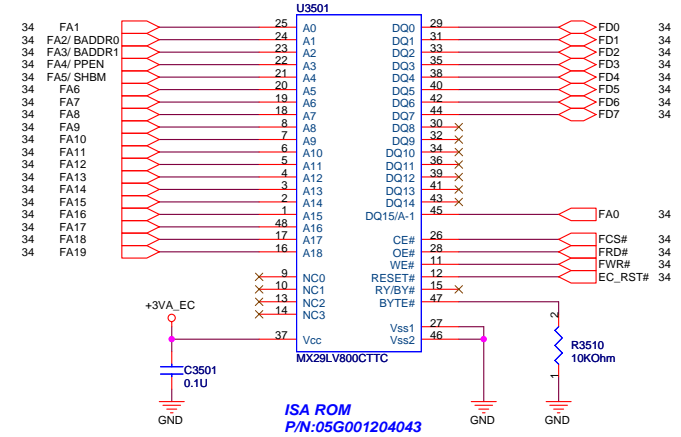 U3501
34 FA1 25 A0 DQ0 29 FD0 34
34 FA2/ BADDR0 24 A1 DQ1 31 FD1 34
34 FA3/ BADDR1 23 A2 DQ2 33 FD2 34
34 FA4/ PPEN 22 A3 DQ3 35 FD3 34
34 FA5/ SHBM 21 A4 DQ4 38 FD4 34
34 FA6 20 A5 DQ5 40 FD5 34
34 FA7 19 A6 DQ6 42 FD6 34
34 FA8 18 A7 DQ7 44 FD7 34
34 FA9 8 A8 DQ8 30
34 FA10 7 A9 DQ9 32
34 FA11 6 A10 DQ10 34
34 FA12 5 A11 DQ11 36
34 FA13 4 A12 DQ12 39
34 FA14 3 A13 DQ13 41
34 FA15 2 A14 DQ14 43
34 FA16 1 A15 DQ15/A-1 45 FA0 34
34 FA17 48 A16
34 FA18 17 A17 CE# 26 FCS# 34
34 FA19 16 A18 OE# 28 FRD# 34
WE# 11 FWR# 34
9 NC0 RESET# 12 EC_RST# 34
10 NC1 RY/BY# 15
13 NC2 BYTE# 47
14 NC3
+3VA_EC
37 Vcc Vss1 27
Vss2 46
2
R3510
10KOhm
1
MX29LV800CTTC
C3501
0.1U
GND
GND
GND
ISA ROM
P/N:05G001204043